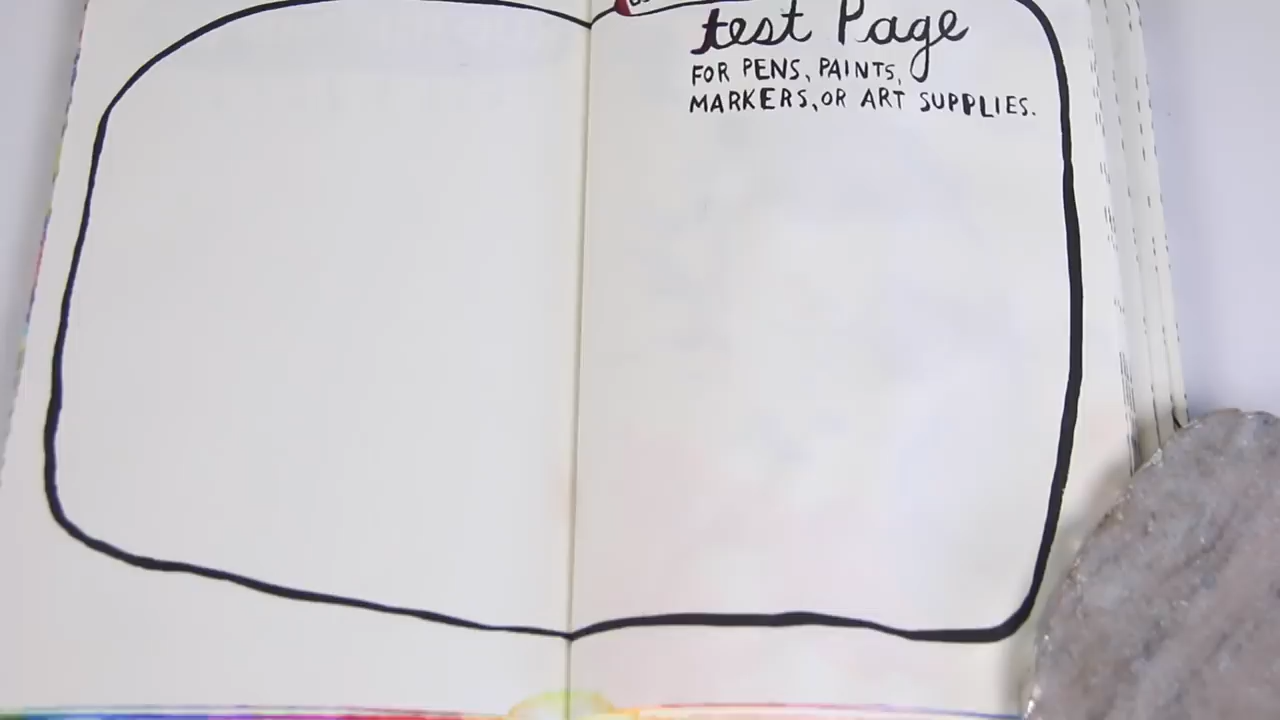 test Page
FOR PENS, PAINTS,
MARKERS, OR ART SUPPLIES.